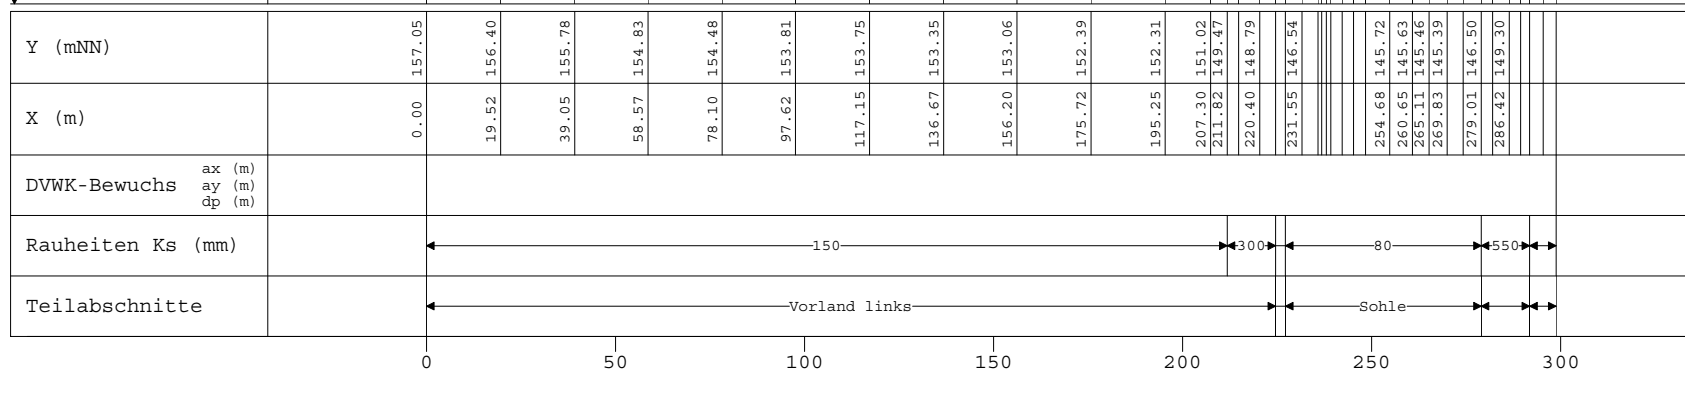 Y (mNN) 157.05 156.40 155.78 154.83 154.48 153.81 153.75 153.35 153.06 152.39 152.31 151.02 149.47 148.79 146.54 145.72 145.63 145.46 145.39 146.50 149.30
X (m) 0.00 19.52 39.05 58.57 78.10 97.62 117.15 136.67 156.20 175.72 195.25 207.30 211.82 220.40 231.55 254.68 260.65 265.11 269.83 279.01 286.42
DVWK-Bewuchs ax (m)
ay (m)
dp (m)
Rauheiten Ks (mm) 150 300 80 550
Teilabschnitte Vorland links Sohle
0 50 100 150 200 250 300